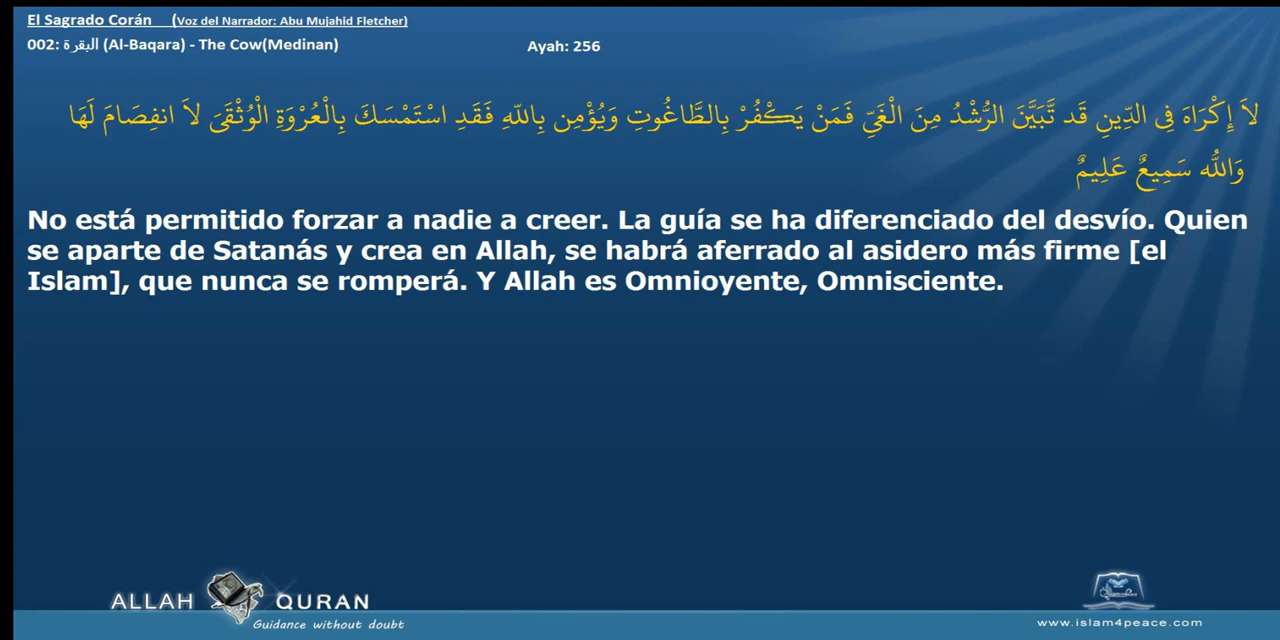 El Sagrado Corán (Voz del Narrador: Abu Mujahid Fletcher)
002: البقرة (Al-Baqara) - The Cow(Medinan) Ayah: 256
لاَ إِكْرَاهَ فِي الدِّينِ قَد تَّبَيَّنَ الرُّشْدُ مِنَ الْغَيِّ فَمَنْ يَكْفُرْ بِالطَّاغُوتِ وَيُؤْمِن بِاللّهِ فَقَدِ اسْتَمْسَكَ بِالْعُرْوَةِ الْوُثْقَىَ لاَ انفِصَامَ لَهَا
وَاللّه سَمِيعٌ عَلِيمٌ
No está permitido forzar a nadie a creer. La guía se ha diferenciado del desvío. Quien
se aparte de Satanás y crea en Allah, se habrá aferrado al asidero más firme [el
Islam], que nunca se romperá. Y Allah es Omnioyente, Omnisciente.
ALLAH QURAN
Guidance without doubt
www.islam4peace.com